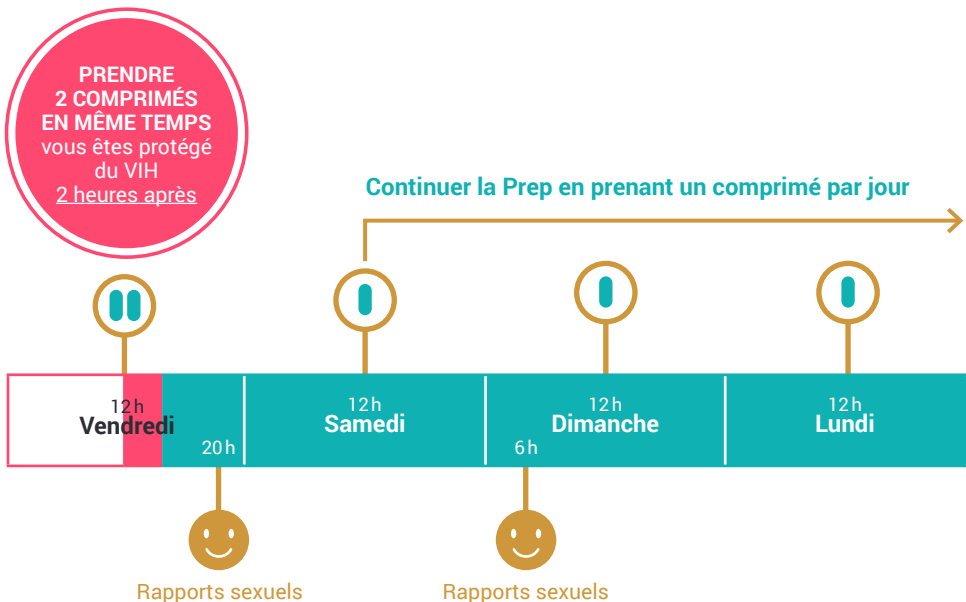 PRENDRE
2 COMPRIMÉS
EN MÊME TEMPS
vous êtes protégé
du VIH
2 heures après
Continuer la Prep en prenant un comprimé par jour
12 h
Vendredi
20 h
12 h
Samedi
12 h
Dimanche
6 h
12 h
Lundi
Rapports sexuels
Rapports sexuels